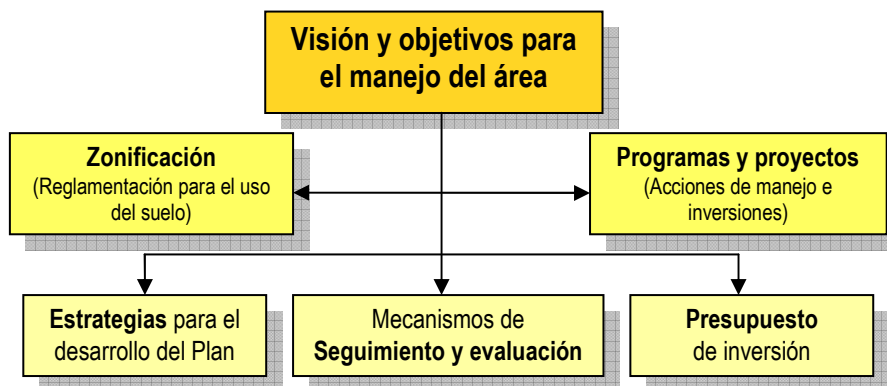 Visión y objetivos para
el manejo del área
Zonificación
(Reglamentación para el uso
del suelo)
Programas y proyectos
(Acciones de manejo e
inversiones)
Estrategias para el
desarrollo del Plan
Mecanismos de
Seguimiento y evaluación
Presupuesto
de inversión